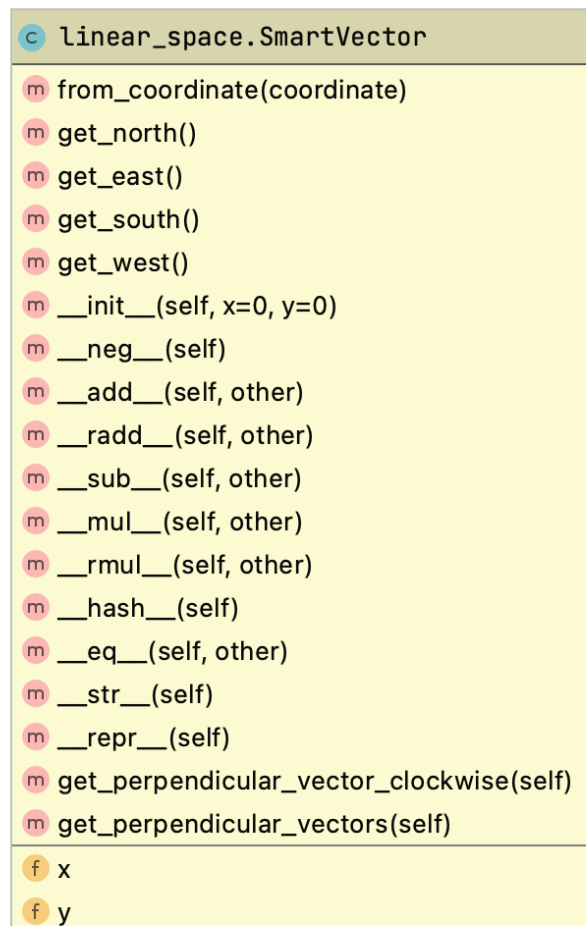 c linear_space.SmartVector
m from_coordinate(coordinate)
m get_north()
m get_east()
m get_south()
m get_west()
m __init__(self, x=0, y=0)
m __neg__(self)
m __add__(self, other)
m __radd__(self, other)
m __sub__(self, other)
m __mul__(self, other)
m __rmul__(self, other)
m __hash__(self)
m __eq__(self, other)
m __str__(self)
m __repr__(self)
m get_perpendicular_vector_clockwise(self)
m get_perpendicular_vectors(self)
f x
f y